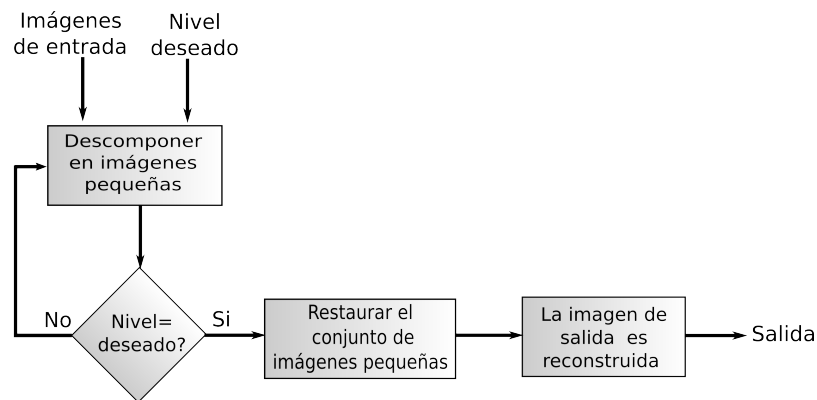 Imágenes
de entrada
Nivel
deseado
Descomponer
en imágenes
pequeñas
No
Nivel=
deseado?
Si
Restaurar el
conjunto de
imágenes pequeñas
La imagen de
salida es
reconstruida
Salida